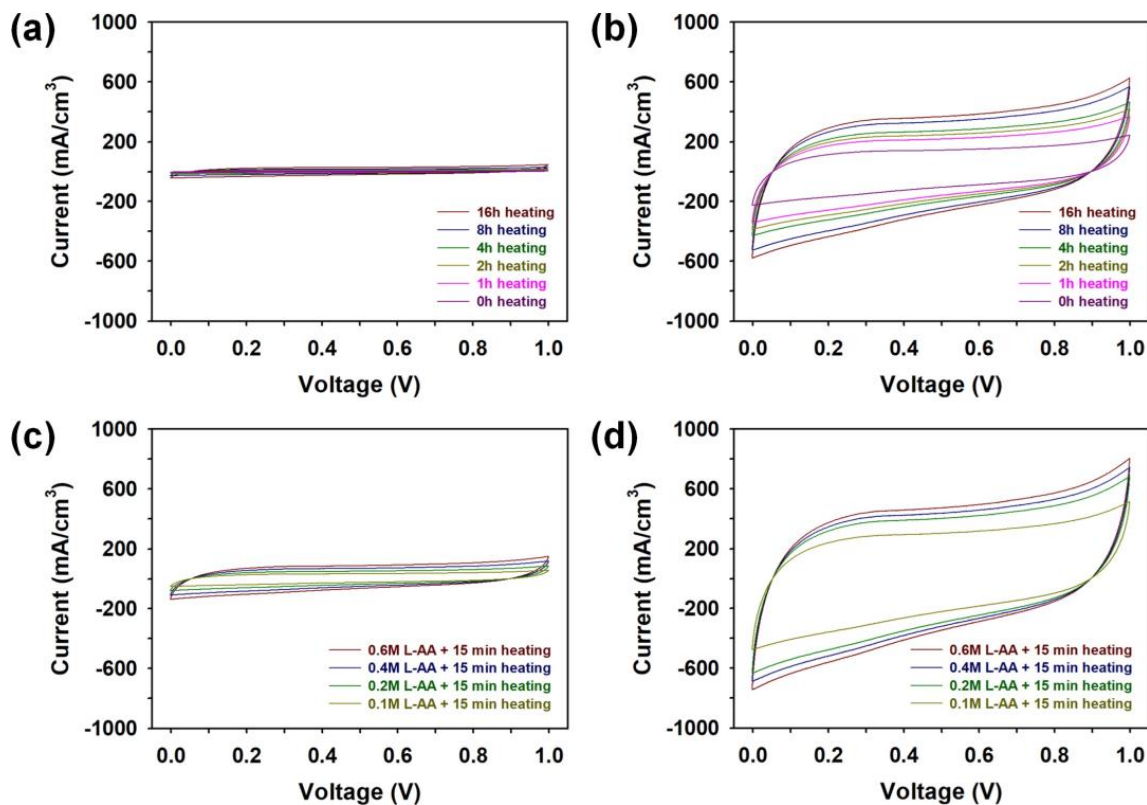 (a)
1000
600
200
-200
-600
-1000
Current (mA/cm³)
16h heating
8h heating
4h heating
2h heating
1h heating
0h heating
0.0 0.2 0.4 0.6 0.8 1.0
Voltage (V)
(b)
1000
600
200
-200
-600
-1000
Current (mA/cm³)
16h heating
8h heating
4h heating
2h heating
1h heating
0h heating
0.0 0.2 0.4 0.6 0.8 1.0
Voltage (V)
(c)
1000
600
200
-200
-600
-1000
Current (mA/cm³)
0.6M L-AA + 15 min heating
0.4M L-AA + 15 min heating
0.2M L-AA + 15 min heating
0.1M L-AA + 15 min heating
0.0 0.2 0.4 0.6 0.8 1.0
Voltage (V)
(d)
1000
600
200
-200
-600
-1000
Current (mA/cm³)
0.6M L-AA + 15 min heating
0.4M L-AA + 15 min heating
0.2M L-AA + 15 min heating
0.1M L-AA + 15 min heating
0.0 0.2 0.4 0.6 0.8 1.0
Voltage (V)